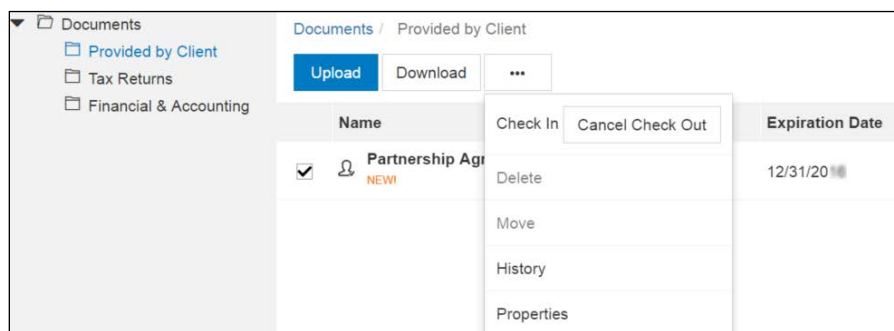 Documents
Provided by Client
Tax Returns
Financial & Accounting
Documents / Provided by Client
Upload Download •••
Check In Cancel Check Out
Name Expiration Date
Partnership Agr
NEW!
12/31/20
Delete
Move
History
Properties